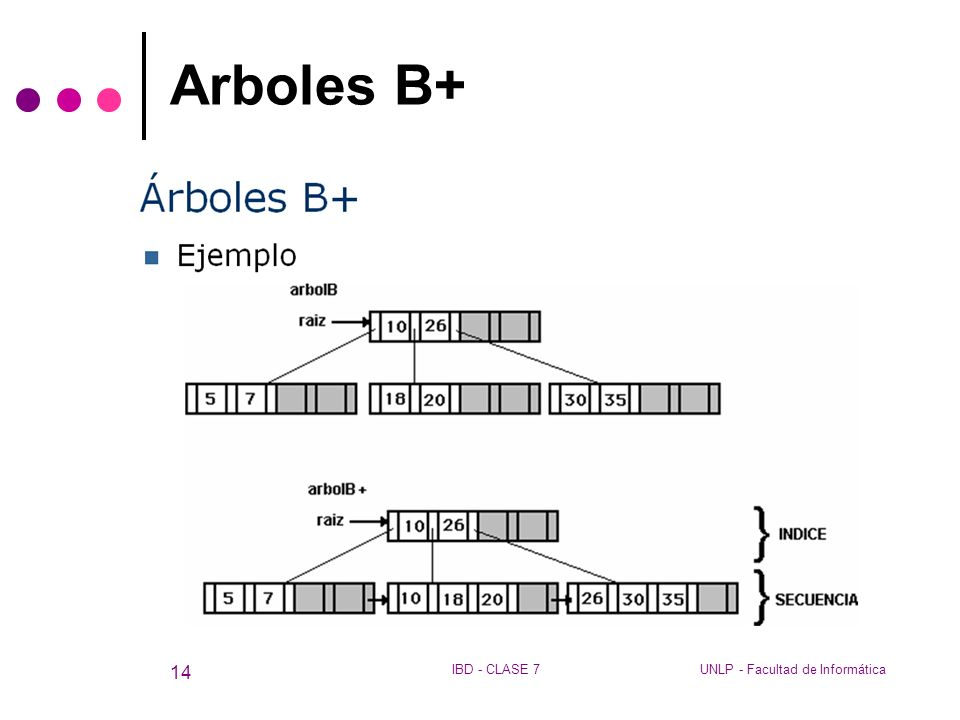 Arboles B+
Árboles B+
Ejemplo
arbolB
raiz
10 26
5 7 18 20 30 35
arbolB +
raiz
10 26
INDICE
5 7 10 18 20 26 30 35
SECUENCIA
14 IBD - CLASE 7 UNLP - Facultad de Informática